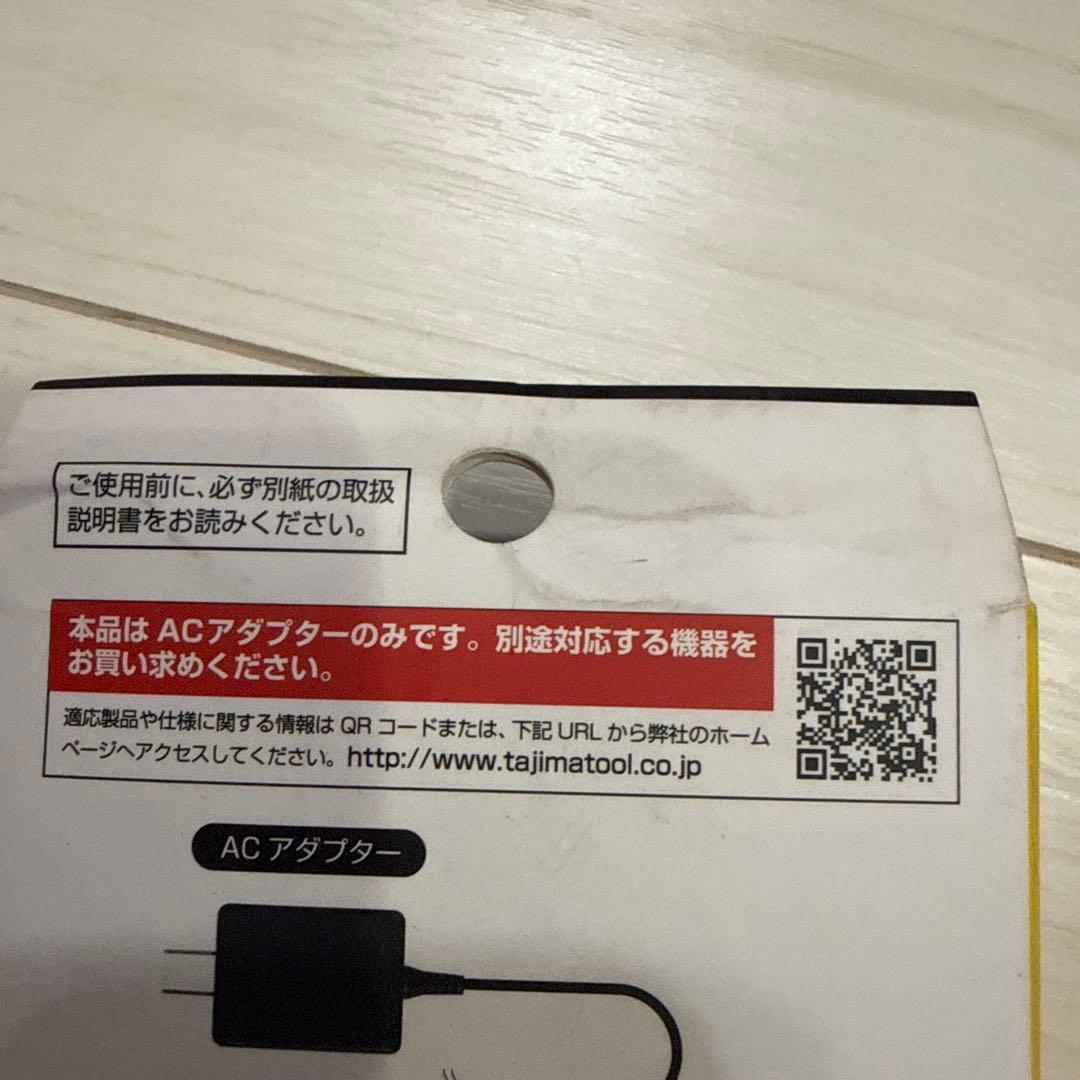 ご使用前に、必ず別紙の取扱
説明書をお読みください。
本品は ACアダプターのみです。別途対応する機器を
お買い求めください。
適応製品や仕様に関する情報は QR コードまたは、下記 URL から弊社のホーム
ページへアクセスしてください。http://www.tajimatool.co.jp
AC アダプター